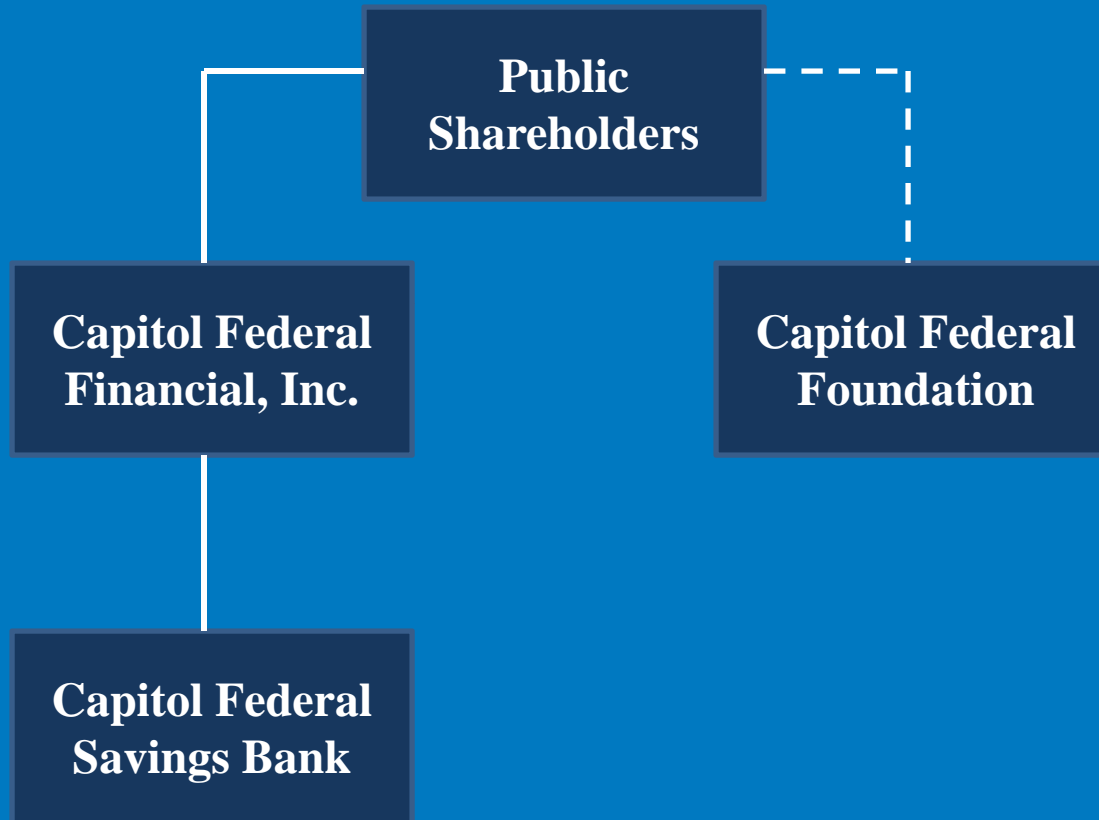 Public
Shareholders
Capitol Federal
Financial, Inc.
Capitol Federal
Foundation
Capitol Federal
Savings Bank